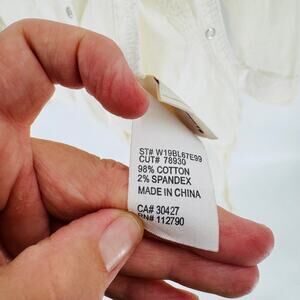 ST# W19BL67E99
CUT# 78930
98% COTTON
2% SPANDEX
MADE IN CHINA
CA# 30427
RN# 112790